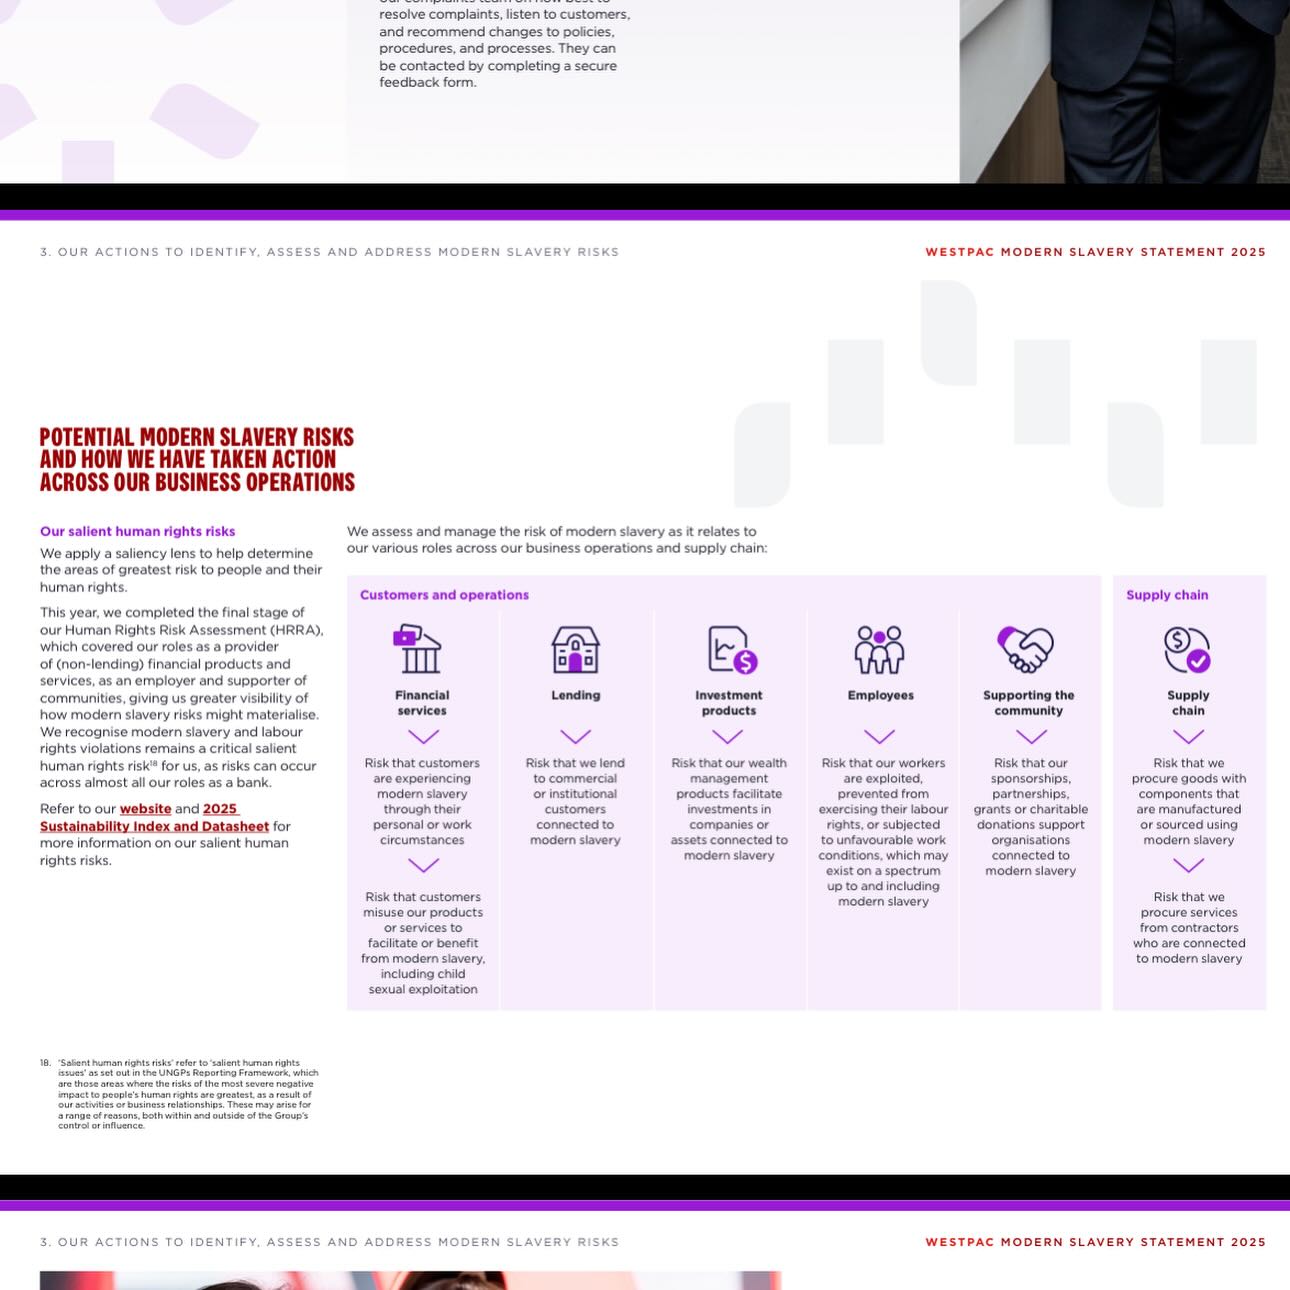 our complaints team on how best to
resolve complaints, listen to customers,
and recommend changes to policies,
procedures, and processes. They can
be contacted by completing a secure
feedback form.
3. OUR ACTIONS TO IDENTIFY, ASSESS AND ADDRESS MODERN SLAVERY RISKS
WESTPAC MODERN SLAVERY STATEMENT 2025
POTENTIAL MODERN SLAVERY RISKS
AND HOW WE HAVE TAKEN ACTION
ACROSS OUR BUSINESS OPERATIONS
Our salient human rights risks
We apply a saliency lens to help determine
the areas of greatest risk to people and their
human rights.
This year, we completed the final stage of
our Human Rights Risk Assessment (HRRA),
which covered our roles as a provider
of (non-lending) financial products and
services, as an employer and supporter of
communities, giving us greater visibility of
how modern slavery risks might materialise.
We recognise modern slavery and labour
rights violations remains a critical salient
human rights risk¹⁸ for us, as risks can occur
across almost all our roles as a bank.
Refer to our website and 2025
Sustainability Index and Datasheet for
more information on our salient human
rights risks.
We assess and manage the risk of modern slavery as it relates to
our various roles across our business operations and supply chain:
Customers and operations
Financial
services
Risk that customers
are experiencing
modern slavery
through their
personal or work
circumstances
Risk that customers
misuse our products
or services to
facilitate or benefit
from modern slavery,
including child
sexual exploitation
Lending
Risk that we lend
to commercial
or institutional
customers
connected to
modern slavery
Investment
products
Risk that our wealth
management
products facilitate
investments in
companies or
assets connected to
modern slavery
Employees
Risk that our workers
are exploited,
prevented from
exercising their labour
rights, or subjected
to unfavourable work
conditions, which may
exist on a spectrum
up to and including
modern slavery
Supporting the
community
Risk that our
sponsorships,
partnerships,
grants or charitable
donations support
organisations
connected to
modern slavery
Supply chain
Supply
chain
Risk that we
procure goods with
components that
are manufactured
or sourced using
modern slavery
Risk that we
procure services
from contractors
who are connected
to modern slavery
18. 'Salient human rights risks' refer to 'salient human rights
issues' as set out in the UNGPs Reporting Framework, which
are those areas where the risks of the most severe negative
impact to people's human rights are greatest, as a result of
our activities or business relationships. These may arise for
a range of reasons, both within and outside of the Group's
control or influence.
3. OUR ACTIONS TO IDENTIFY, ASSESS AND ADDRESS MODERN SLAVERY RISKS
WESTPAC MODERN SLAVERY STATEMENT 2025